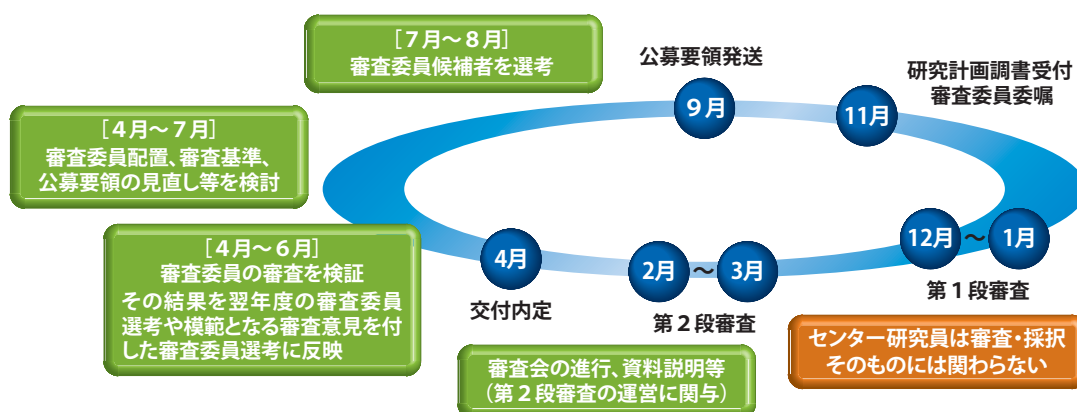 [7月～8月]
審査委員候補者を選考
公募要領発送
9月
11月
研究計画調書受付
審査委員委嘱
[4月～7月]
審査委員配置、審査基準、
公募要領の見直し等を検討
[4月～6月]
審査委員の審査を検証
その結果を翌年度の審査委員
選考や模範となる審査意見を付
した審査委員選考に反映
4月
交付内定
2月～3月
第2段審査
12月～1月
第1段審査
審査会の進行、資料説明等
（第2段審査の運営に関与）
センター研究員は審査・採択
そのものには関わらない